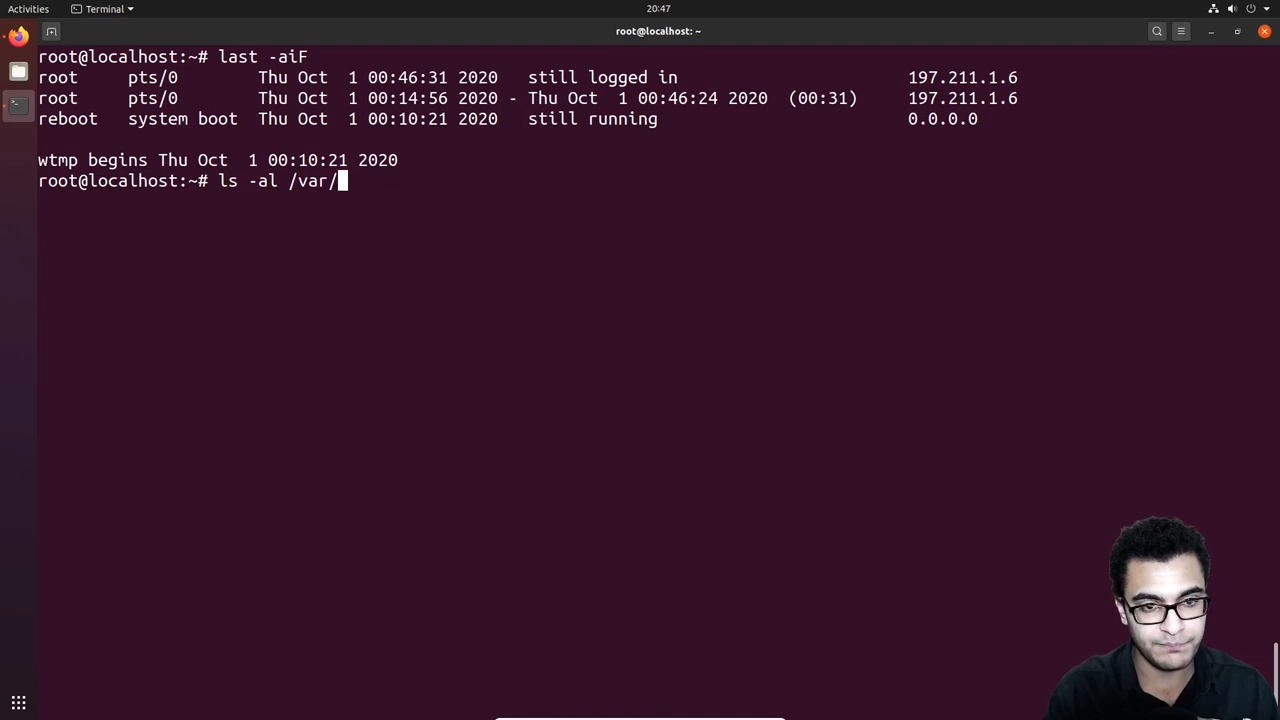 Activities
Terminal
20:47
root@localhost: ~
root@localhost:~# last -aiF
root pts/0 Thu Oct 1 00:46:31 2020 still logged in 197.211.1.6
root pts/0 Thu Oct 1 00:14:56 2020 - Thu Oct 1 00:46:24 2020 (00:31) 197.211.1.6
reboot system boot Thu Oct 1 00:10:21 2020 still running 0.0.0.0
wtmp begins Thu Oct 1 00:10:21 2020
root@localhost:~# ls -al /var/